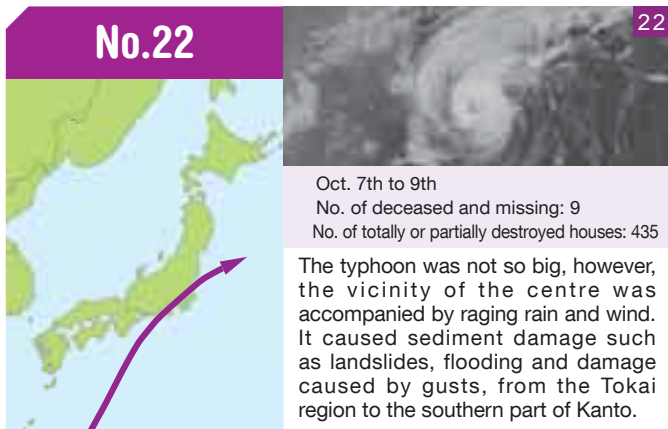 No.22
22
Oct. 7th to 9th
No. of deceased and missing: 9
No. of totally or partially destroyed houses: 435
The typhoon was not so big, however,
the vicinity of the centre was
accompanied by raging rain and wind.
It caused sediment damage such
as landslides, flooding and damage
caused by gusts, from the Tokai
region to the southern part of Kanto.